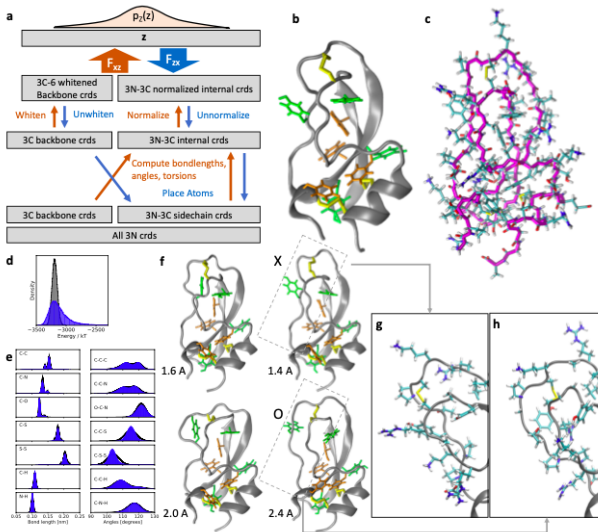 a
p_z(z)
z
F_xz
F_zx
3C-6 whitened
Backbone crds
3N-3C normalized internal crds
Whiten
Unwhiten
Normalize
Unnormalize
3C backbone crds
3N-3C internal crds
Compute bondlengths,
angles, torsions
Place Atoms
3C backbone crds
3N-3C sidechain crds
All 3N crds
b
c
d
Density
−3500
−3000
−2500
Energy / kT
e
C-C
C-N
C-O
C-S
S-S
C-H
N-H
0.05 0.10 0.15 0.20 0.25
Bond length [nm]
C-C-C
C-C-N
O-C-N
C-C-S
C-S-S
C-C-H
C-N-H
90 100 110 120 130
Angles [degrees]
f
1.6 A
X
1.4 A
2.0 A
O
2.4 A
g
h